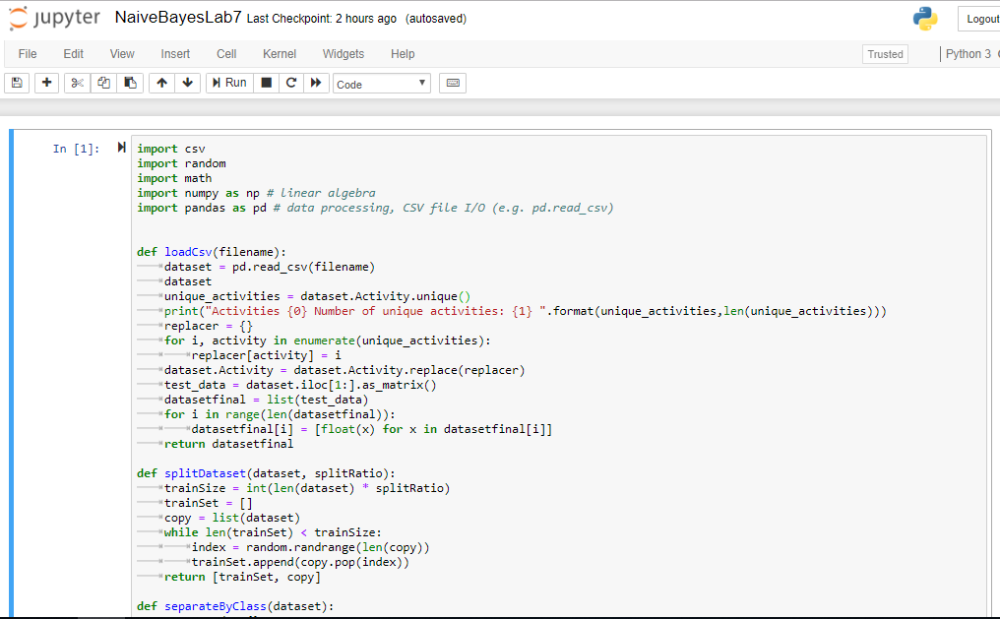 jupyter NaiveBayesLab7 Last Checkpoint: 2 hours ago (autosaved) Logout
File Edit View Insert Cell Kernel Widgets Help Trusted Python 3
Run Code
In [1]:
import csv
import random
import math
import numpy as np # linear algebra
import pandas as pd # data processing, CSV file I/O (e.g. pd.read_csv)
def loadCsv(filename):
dataset = pd.read_csv(filename)
dataset
unique_activities = dataset.Activity.unique()
print("Activities {0} Number of unique activities: {1} ".format(unique_activities,len(unique_activities)))
replacer = {}
for i, activity in enumerate(unique_activities):
replacer[activity] = i
dataset.Activity = dataset.Activity.replace(replacer)
test_data = dataset.iloc[1:].as_matrix()
datasetfinal = list(test_data)
for i in range(len(datasetfinal)):
datasetfinal[i] = [float(x) for x in datasetfinal[i]]
return datasetfinal
def splitDataset(dataset, splitRatio):
trainSize = int(len(dataset) * splitRatio)
trainSet = []
copy = list(dataset)
while len(trainSet) < trainSize:
index = random.randrange(len(copy))
trainSet.append(copy.pop(index))
return [trainSet, copy]
def separateByClass(dataset):